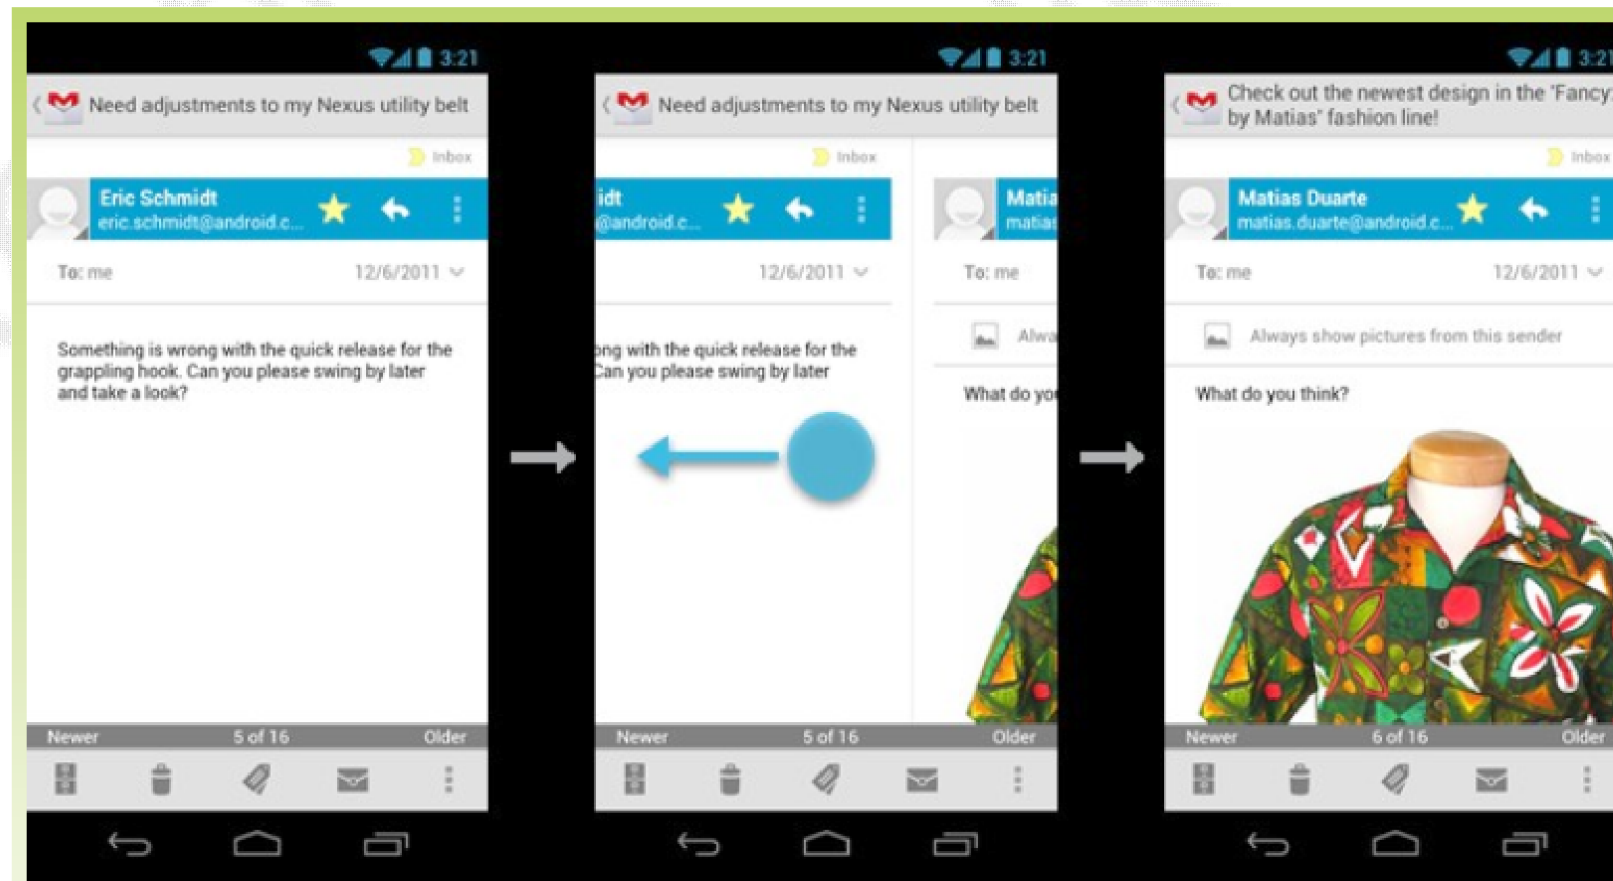 3:21
Need adjustments to my Nexus utility belt
Inbox
Eric Schmidt
eric.schmidt@android.c...
To: me 12/6/2011
Something is wrong with the quick release for the
grappling hook. Can you please swing by later
and take a look?
Newer 5 of 16 Older
3:21
Need adjustments to my Nexus utility belt
Inbox
idt
@android.c...
12/6/2011
ong with the quick release for the
Can you please swing by later
Matia
matias
To: me
Alwa
What do you
Newer 5 of 16 Older
3:21
Check out the newest design in the 'Fancy
by Matias" fashion line!
Inbox
Matias Duarte
matias.duarte@android.c...
To: me 12/6/2011
Always show pictures from this sender
What do you think?
Newer 6 of 16 Older